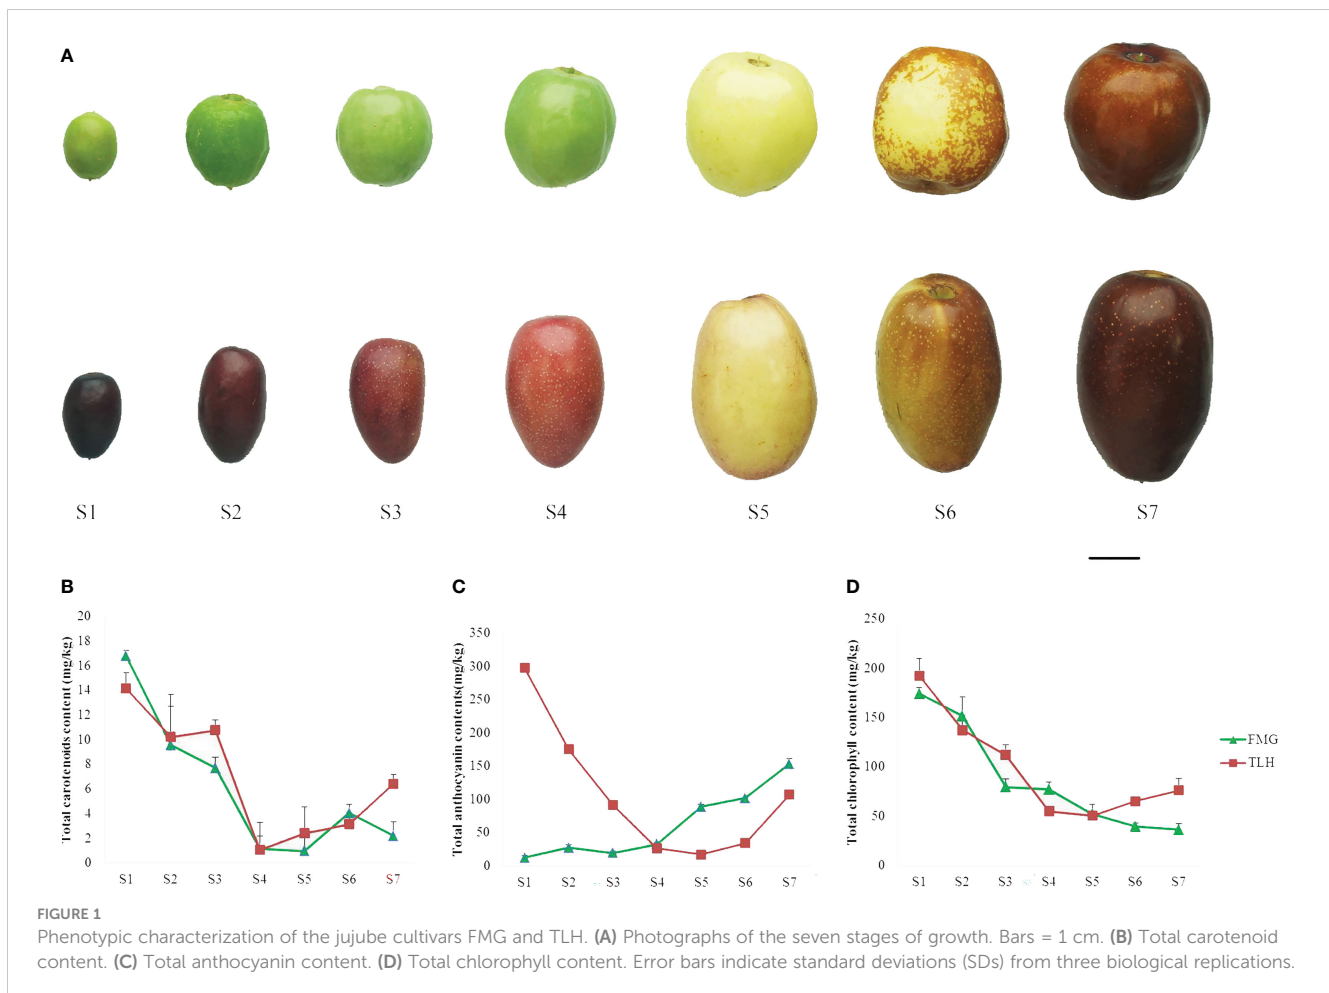 A
S1 S2 S3 S4 S5 S6 S7
B
Total carotenoids content (mg/kg)
20
18
16
14
12
10
8
6
4
2
0
S1 S2 S3 S4 S5 S6 S7
C
Total anthocyanin contents(mg/kg)
350
300
250
200
150
100
50
0
S1 S2 S3 S4 S5 S6 S7
D
Total chlorophyll content (mg/kg)
250
200
150
100
50
0
S1 S2 S3 S4 S5 S6 S7
FMG
TLH
FIGURE 1
Phenotypic characterization of the jujube cultivars FMG and TLH. (A) Photographs of the seven stages of growth. Bars = 1 cm. (B) Total carotenoid
content. (C) Total anthocyanin content. (D) Total chlorophyll content. Error bars indicate standard deviations (SDs) from three biological replications.